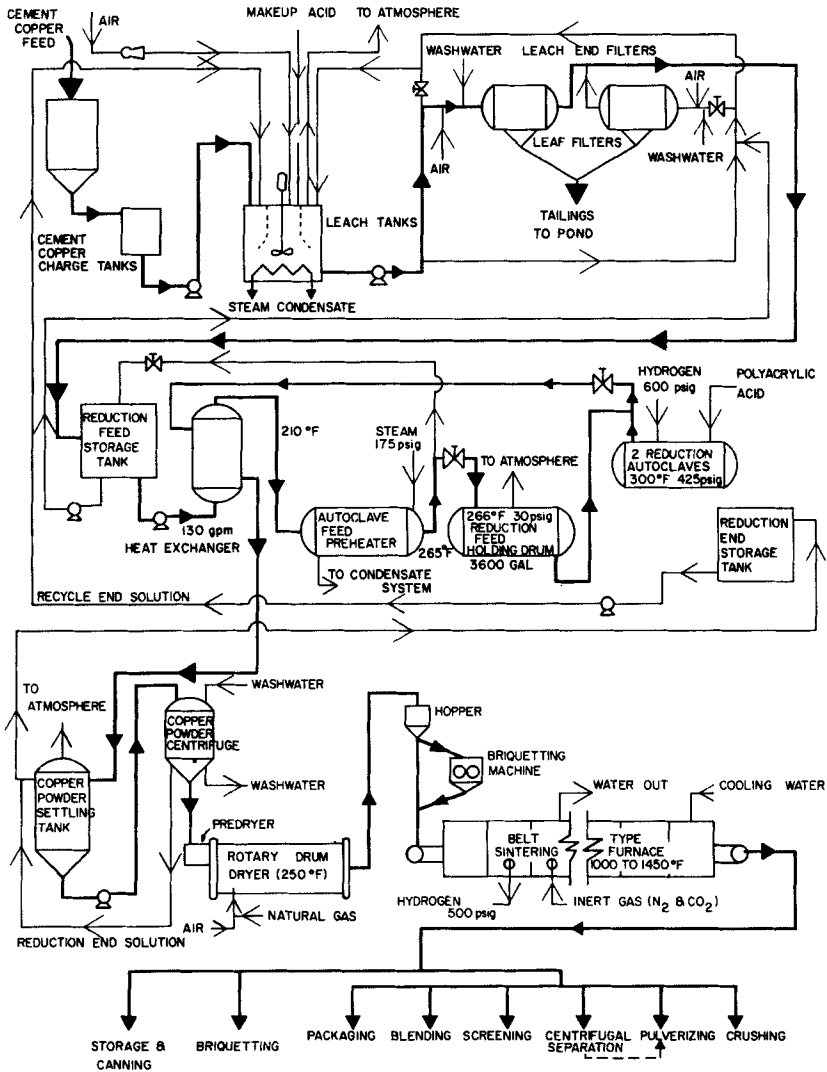 CEMENT
COPPER
FEED
AIR
MAKEUP ACID
TO ATMOSPHERE
WASHWATER
LEACH END FILTERS
AIR
LEAF FILTERS
AIR
WASHWATER
TAILINGS
TO POND
LEACH TANKS
CEMENT
COPPER
CHARGE TANKS
STEAM CONDENSATE
REDUCTION
FEED
STORAGE
TANK
210°F
STEAM
175psig
TO ATMOSPHERE
HYDROGEN
600 psig
POLYACRYLIC
ACID
2 REDUCTION
AUTOCLAVES
300°F 425psig
130 gpm
HEAT EXCHANGER
AUTOCLAVE
FEED
PREHEATER
265°F
266°F 30psig
REDUCTION
FEED
HOLDING DRUM
3600 GAL
REDUCTION
END
STORAGE
TANK
TO CONDENSATE
SYSTEM
RECYCLE END SOLUTION
TO
ATMOSPHERE
WASHWATER
COPPER
POWDER
CENTRIFUGE
WASHWATER
COPPER
POWDER
SETTLING
TANK
HOPPER
BRIQUETTING
MACHINE
WATER OUT
COOLING WATER
PREDRYER
ROTARY DRUM
DRYER (250°F)
BELT
SINTERING
TYPE
FURNACE
1000 TO 1450°F
NATURAL GAS
AIR
HYDROGEN
500 psig
INERT GAS (N2 & CO2)
REDUCTION END SOLUTION
STORAGE &
CANNING
BRIQUETTING
PACKAGING
BLENDING
SCREENING
CENTRIFUGAL
SEPARATION
PULVERIZING
CRUSHING